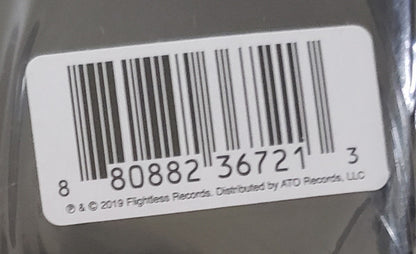 8 80882 36721 3
℗ & © 2019 Flightless Records. Distributed by ATO Records, LLC